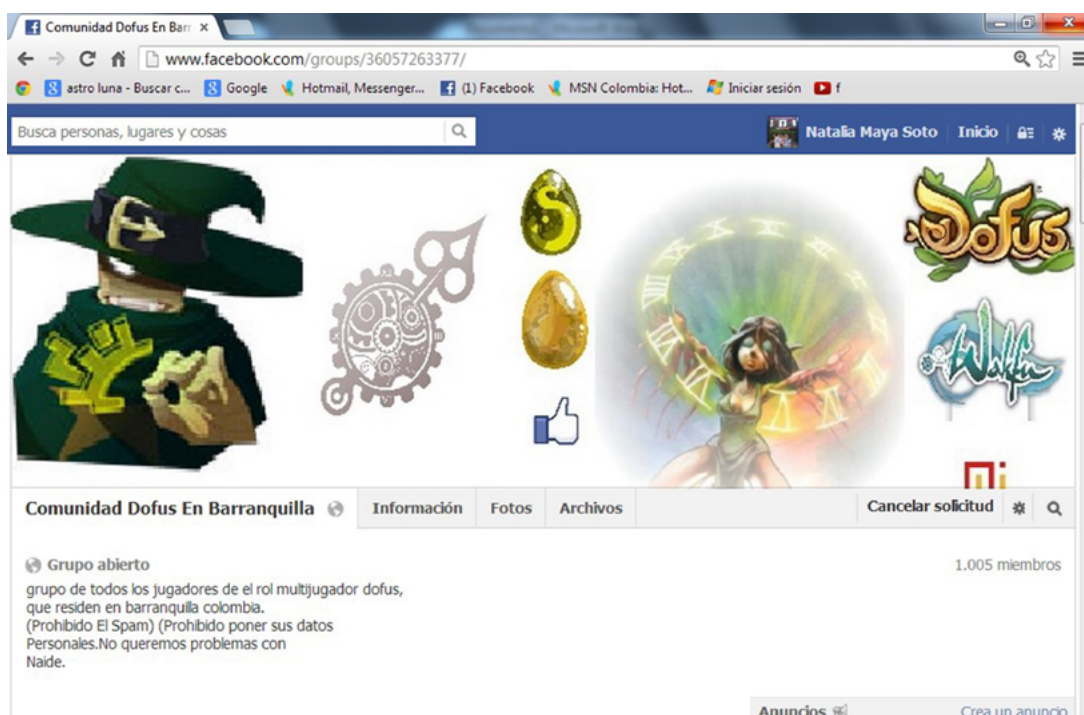 Comunidad Dofus En Barr
www.facebook.com/groups/36057263377/
astro luna - Buscar c... Google Hotmail, Messenger... (1) Facebook MSN Colombia: Hot... Iniciar sesión f
Busca personas, lugares y cosas
Natalia Maya Soto Inicio
S
Dofus
Wakfu
Comunidad Dofus En Barranquilla Información Fotos Archivos Cancelar solicitud
Grupo abierto 1.005 miembros
grupo de todos los jugadores de el rol multijugador dofus,
que residen en barranquilla colombia.
(Prohibido El Spam) (Prohibido poner sus datos
Personales.No queremos problemas con
Naide.
Anuncios Crea un anuncio